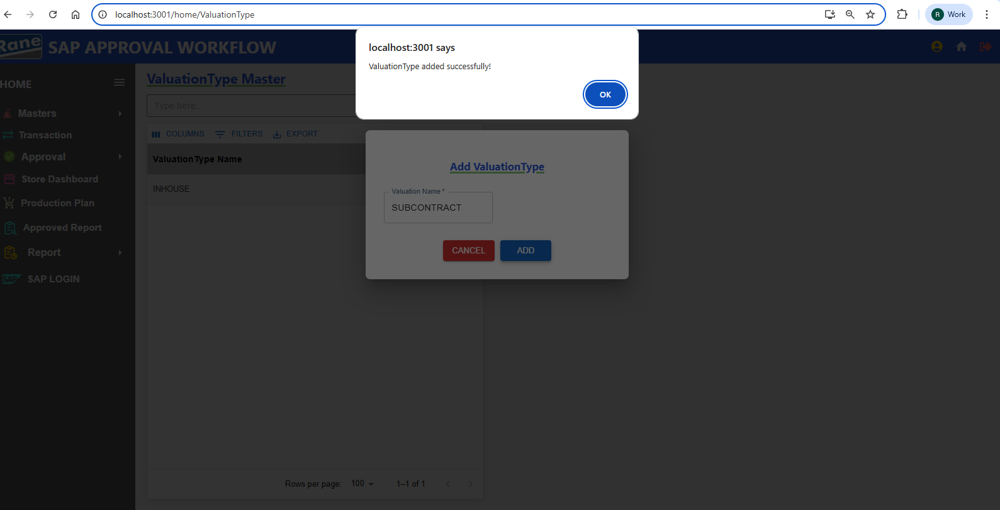 localhost:3001/home/ValuationType
R Work
Rane SAP APPROVAL WORKFLOW
localhost:3001 says
ValuationType added successfully!
OK
HOME
Masters
Transaction
Approval
Store Dashboard
Production Plan
Approved Report
Report
SAP SAP LOGIN
ValuationType Master
Type here...
COLUMNS FILTERS EXPORT
ValuationType Name
INHOUSE
Add ValuationType
Valuation Name *
SUBCONTRACT
CANCEL ADD
Rows per page: 100 1–1 of 1